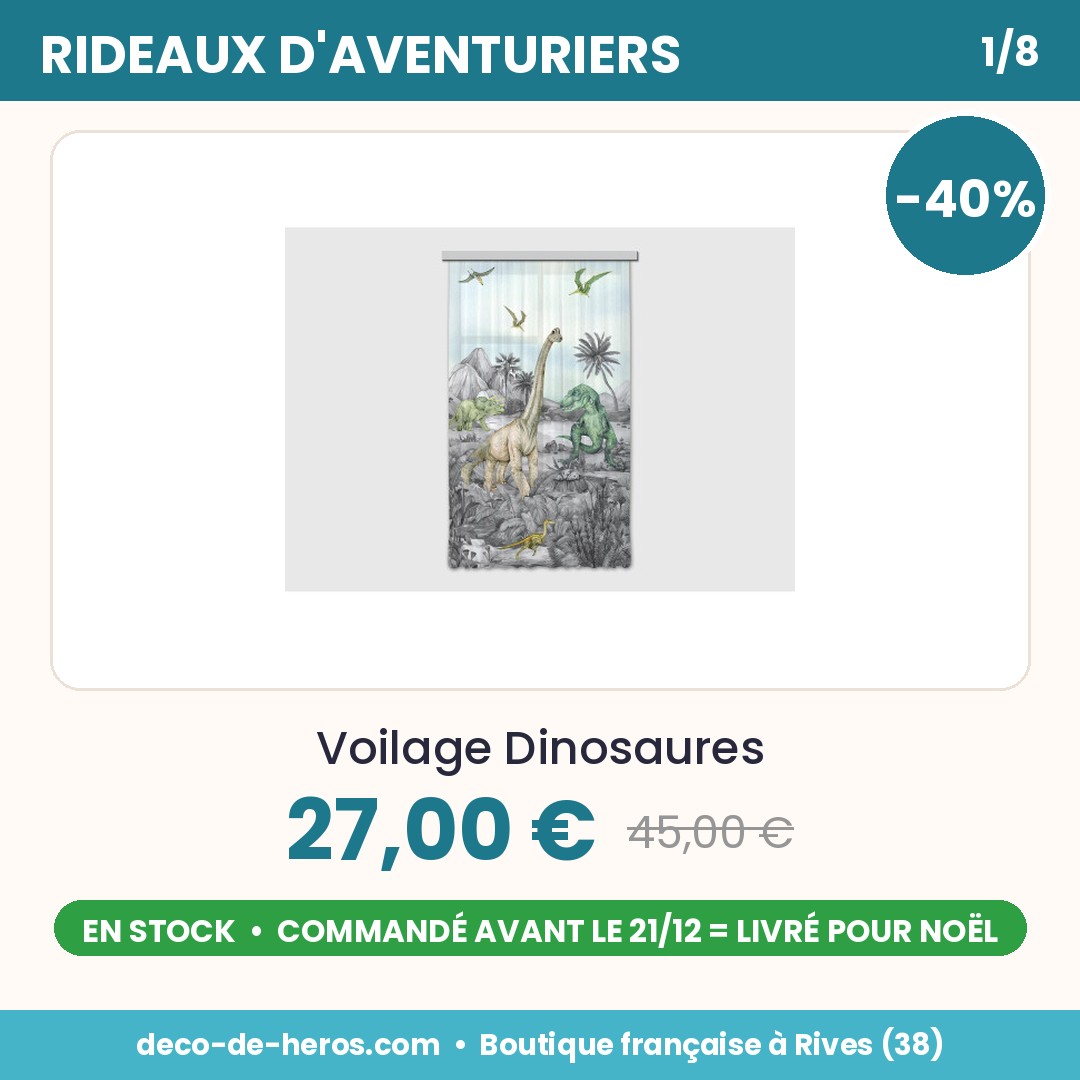 RIDEAUX D'AVENTURIERS
1/8
-40%
Voilage Dinosaures
27,00 € 45,00 €
EN STOCK • COMMANDÉ AVANT LE 21/12 = LIVRÉ POUR NOËL
deco-de-heros.com • Boutique française à Rives (38)